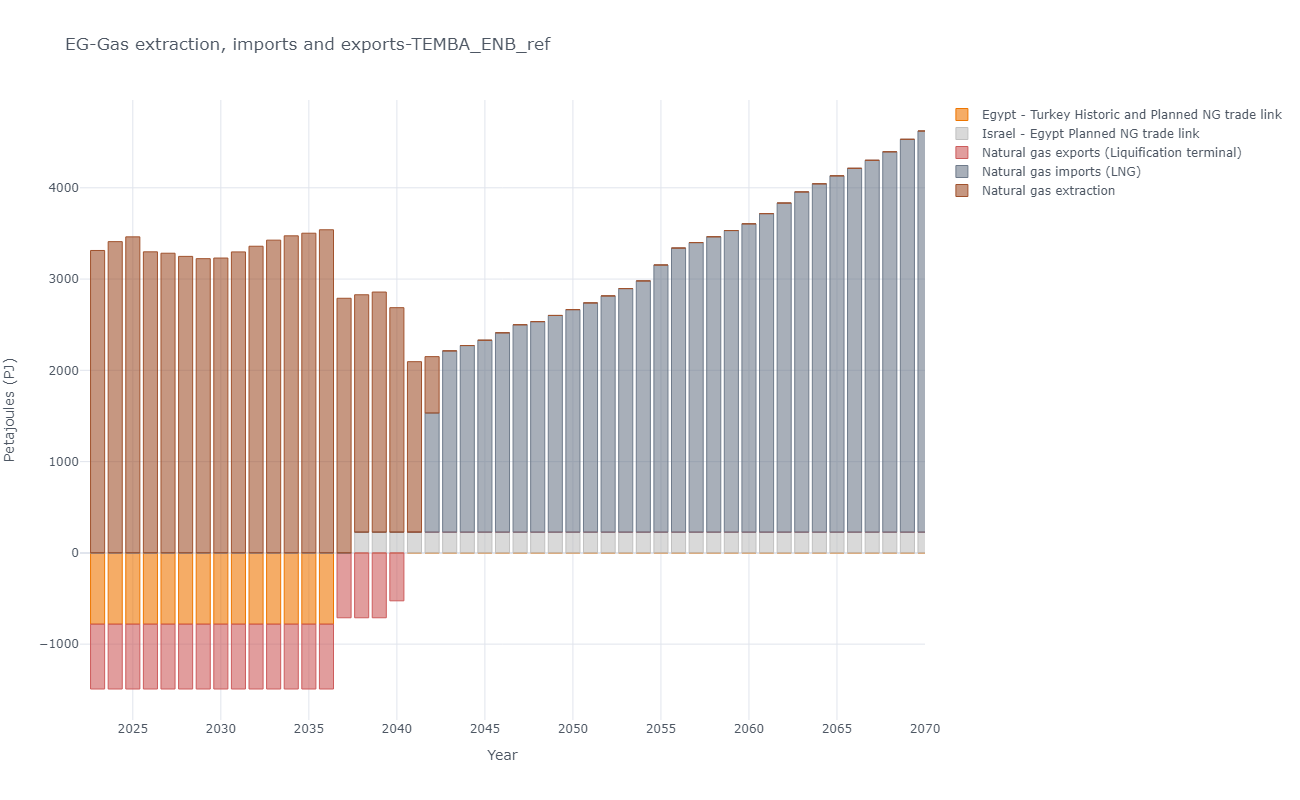 EG-Gas extraction, imports and exports-TEMBA_ENB_ref
Egypt - Turkey Historic and Planned NG trade link
Israel - Egypt Planned NG trade link
Natural gas exports (Liquification terminal)
Natural gas imports (LNG)
Natural gas extraction
4000
3000
2000
1000
0
−1000
Petajoules (PJ)
2025 2030 2035 2040 2045 2050 2055 2060 2065 2070
Year